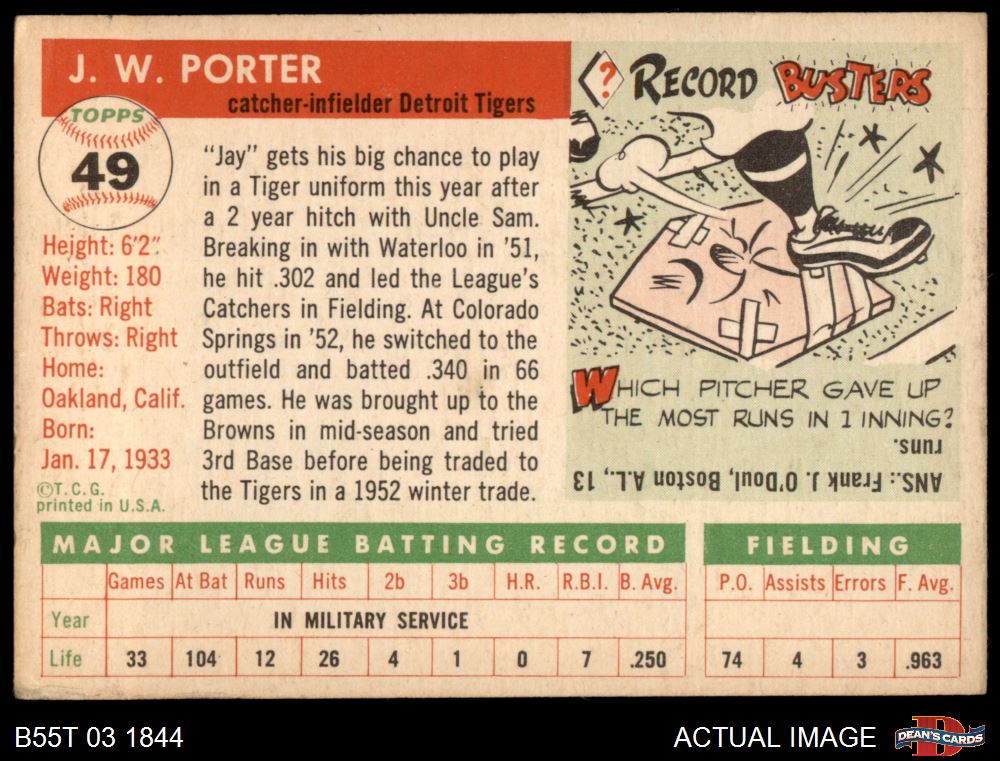 J. W. PORTER
catcher-infielder Detroit Tigers
TOPPS
49
Height: 6'2".
Weight: 180
Bats: Right
Throws: Right
Home:
Oakland, Calif.
Born:
Jan. 17, 1933
©T. C. G.
printed in U.S.A.
"Jay" gets his big chance to play
in a Tiger uniform this year after
a 2 year hitch with Uncle Sam.
Breaking in with Waterloo in '51,
he hit .302 and led the League's
Catchers in Fielding. At Colorado
Springs in '52, he switched to the
outfield and batted .340 in 66
games. He was brought up to the
Browns in mid-season and tried
3rd Base before being traded to
the Tigers in a 1952 winter trade.
? RECORD BUSTERS
WHICH PITCHER GAVE UP
THE MOST RUNS IN 1 INNING?
ANS.: Frank J. O'Doul, Boston A.L., 13
runs.
MAJOR LEAGUE BATTING RECORD
Games At Bat Runs Hits 2b 3b H.R. R.B.I. B. Avg.
Year IN MILITARY SERVICE
Life 33 104 12 26 4 1 0 7 .250
FIELDING
P.O. Assists Errors F. Avg.
74 4 3 .963
B55T 03 1844
ACTUAL IMAGE
D
DEAN'S CARDS